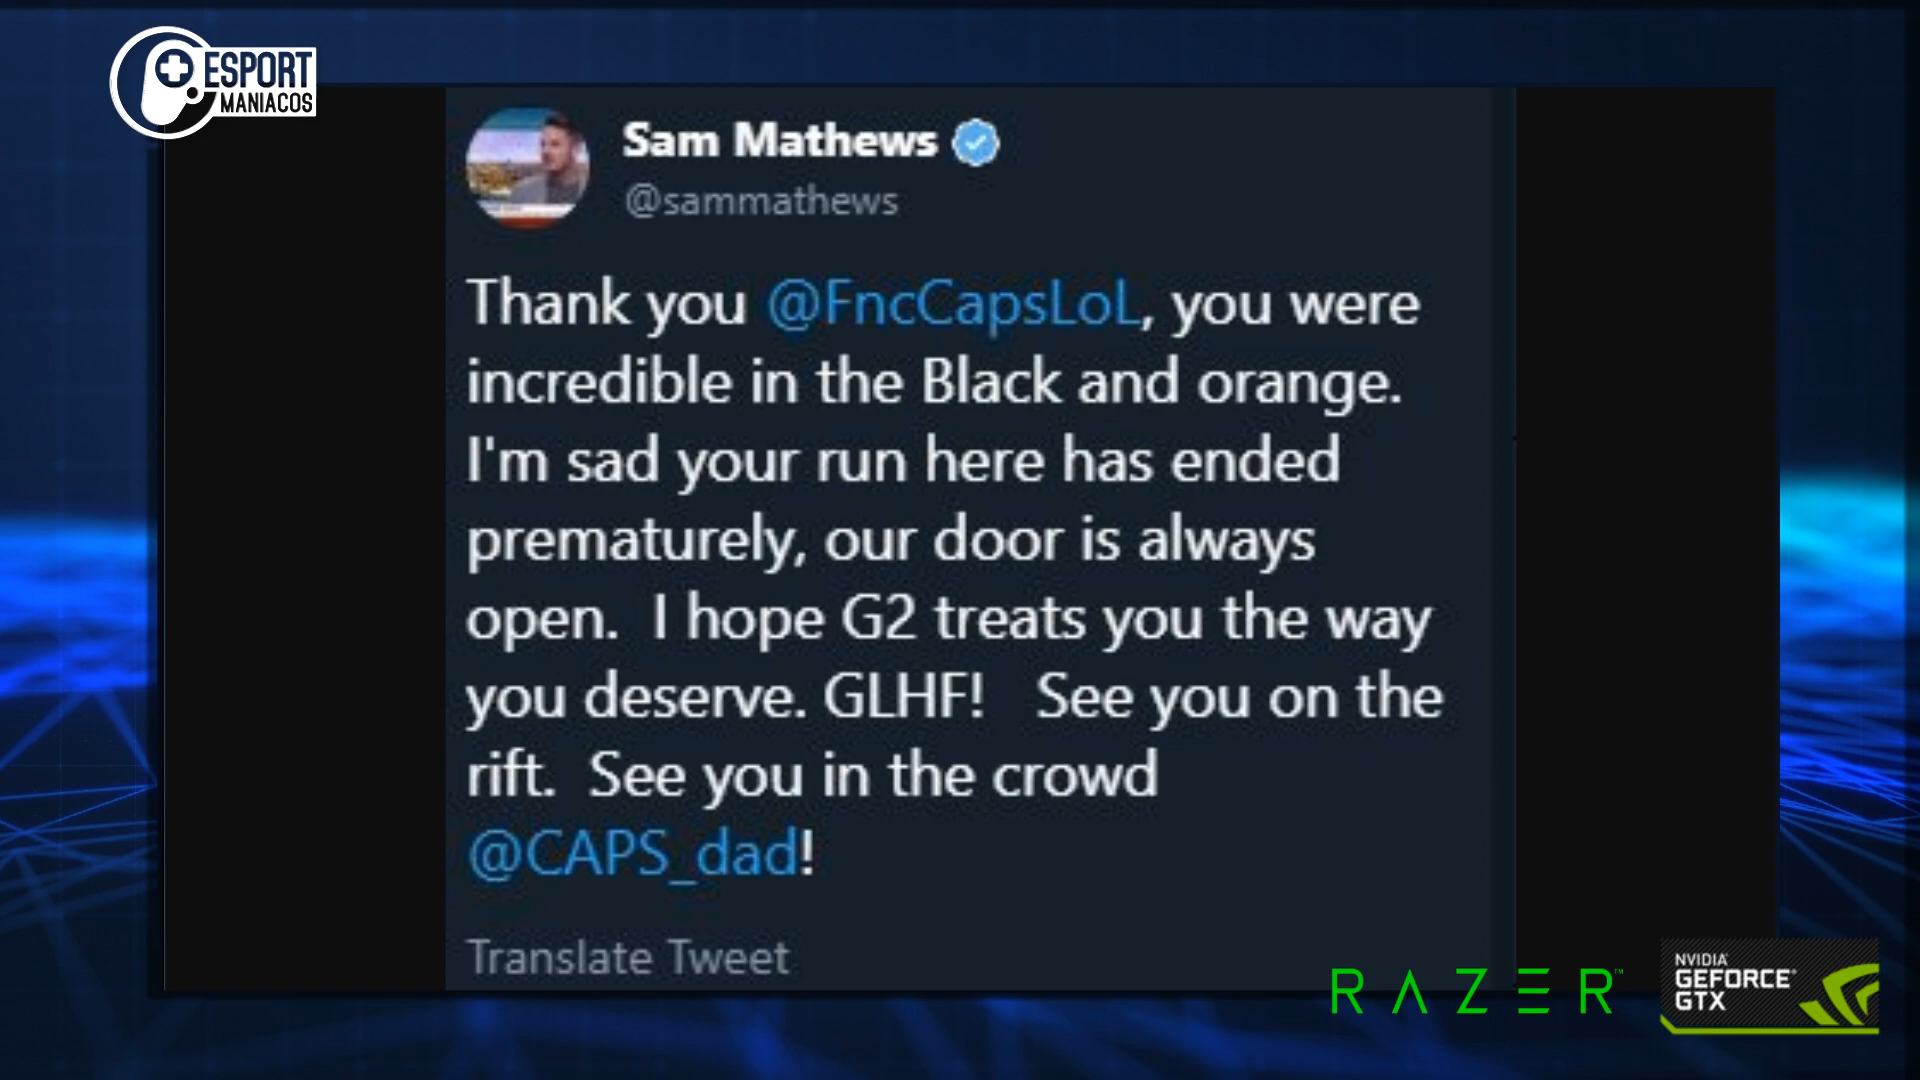 ESPORT
MANIACOS
Sam Mathews
@sammathews
Thank you @FncCapsLoL, you were
incredible in the Black and orange.
I'm sad your run here has ended
prematurely, our door is always
open.  I hope G2 treats you the way
you deserve. GLHF!   See you on the
rift.  See you in the crowd
@CAPS_dad!
Translate Tweet
RAZER™
NVIDIA
GEFORCE®
GTX